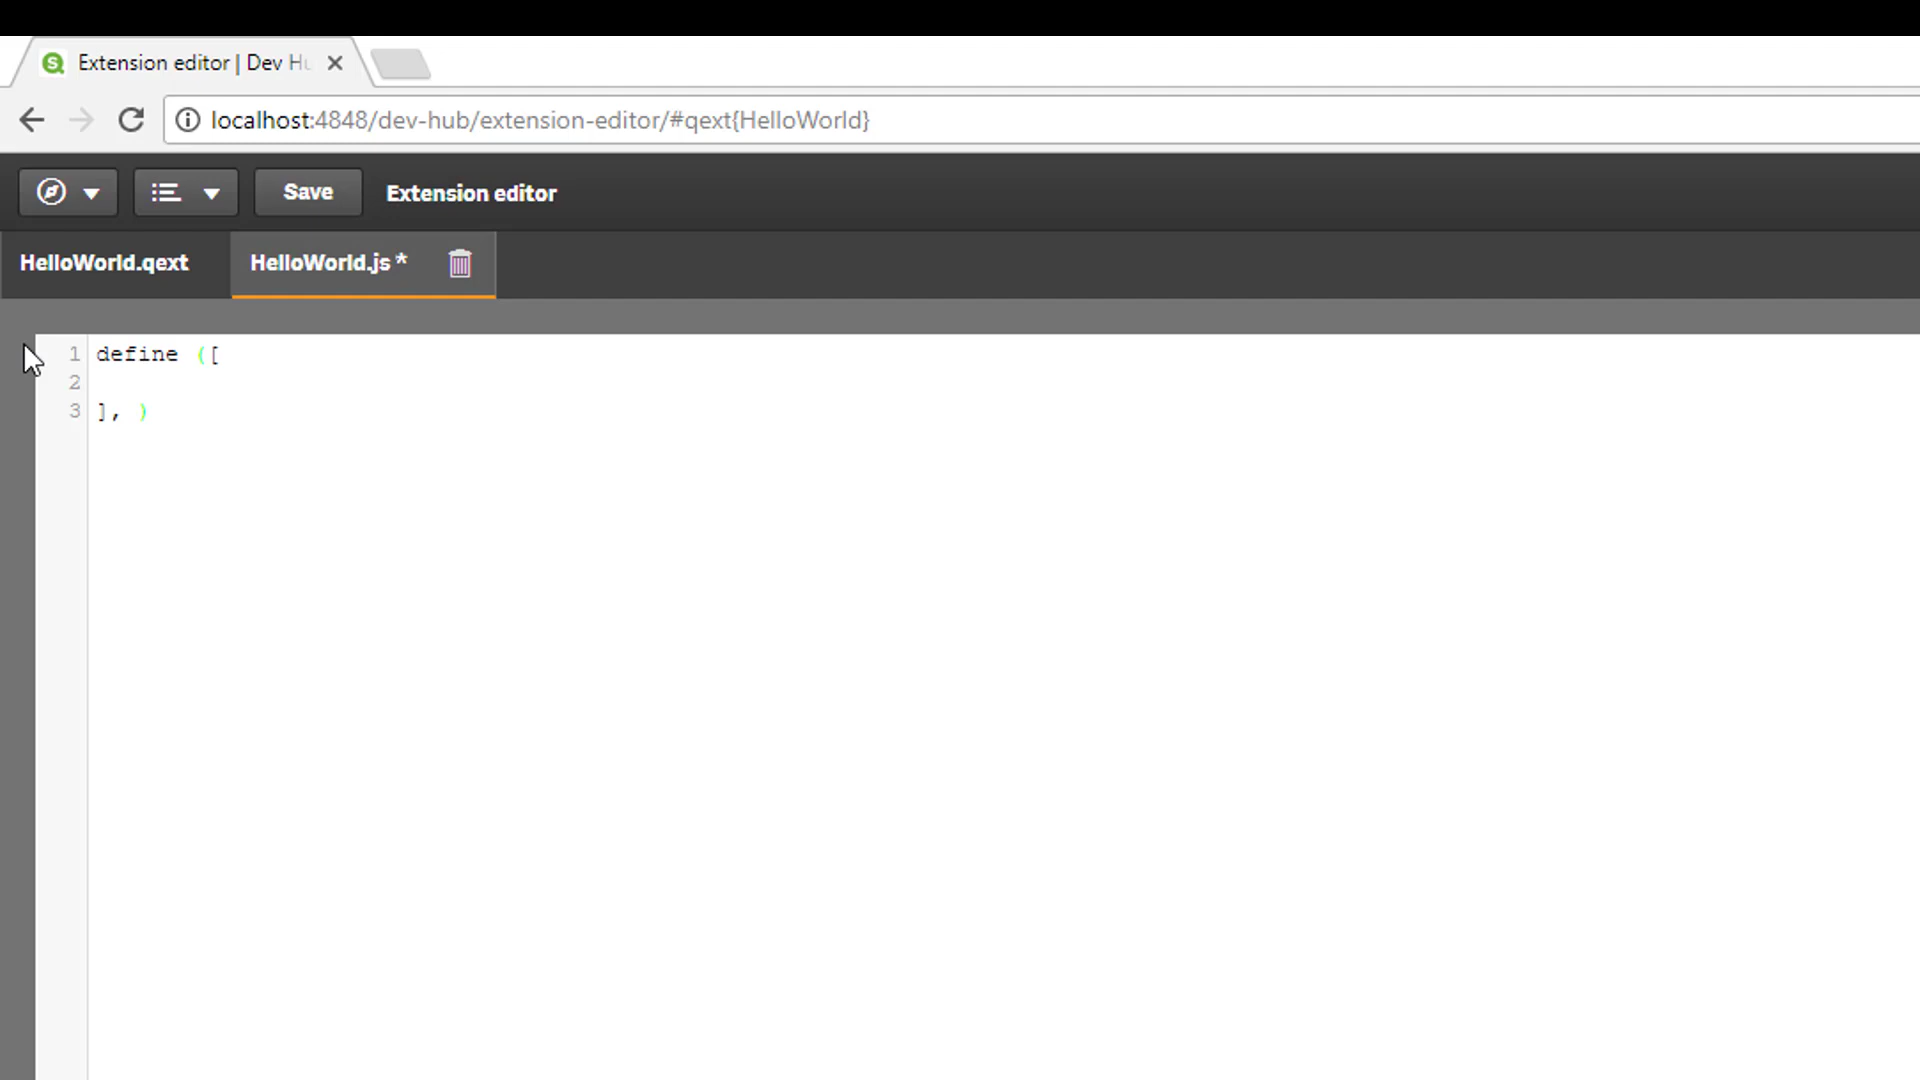 Extension editor | Dev Hu
localhost:4848/dev-hub/extension-editor/#qext{HelloWorld}
Save
Extension editor
HelloWorld.qext
HelloWorld.js *
1 define ([
2
3 ], )